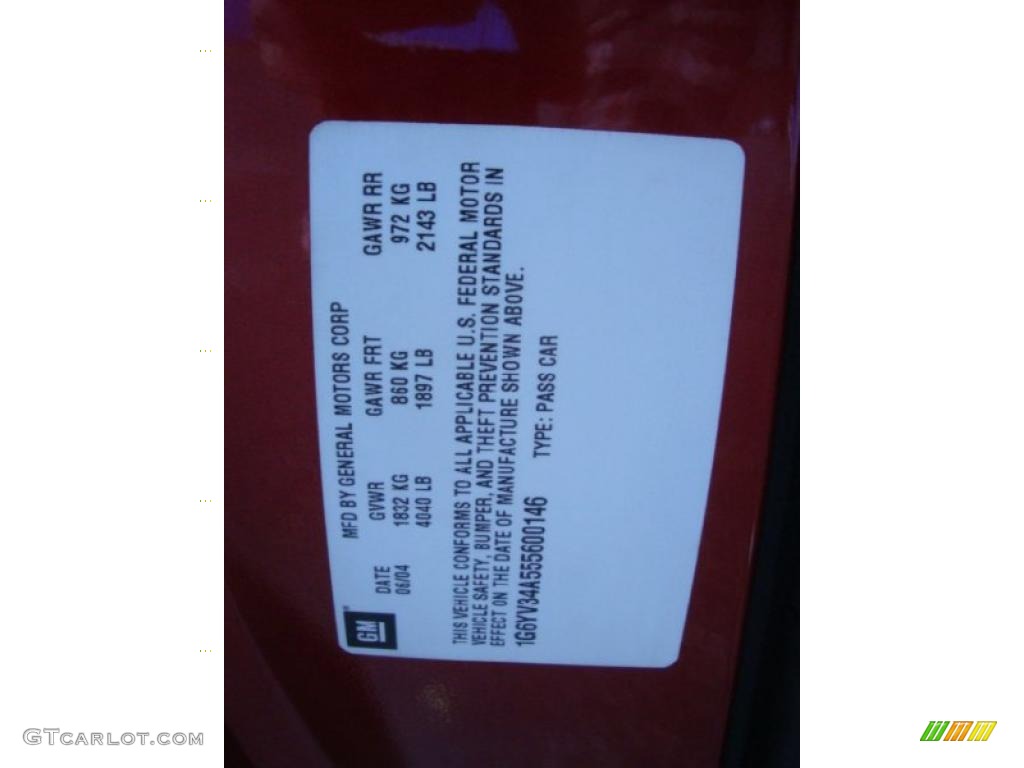 MFD BY GENERAL MOTORS CORP
GM
DATE GVWR GAWR FRT GAWR RR
06/04 1832 KG 860 KG 972 KG
4040 LB 1897 LB 2143 LB
THIS VEHICLE CONFORMS TO ALL APPLICABLE U.S. FEDERAL MOTOR
VEHICLE SAFETY, BUMPER, AND THEFT PREVENTION STANDARDS IN
EFFECT ON THE DATE OF MANUFACTURE SHOWN ABOVE.
1G6YV34A555600146 TYPE: PASS CAR
GTCARLOT.COM